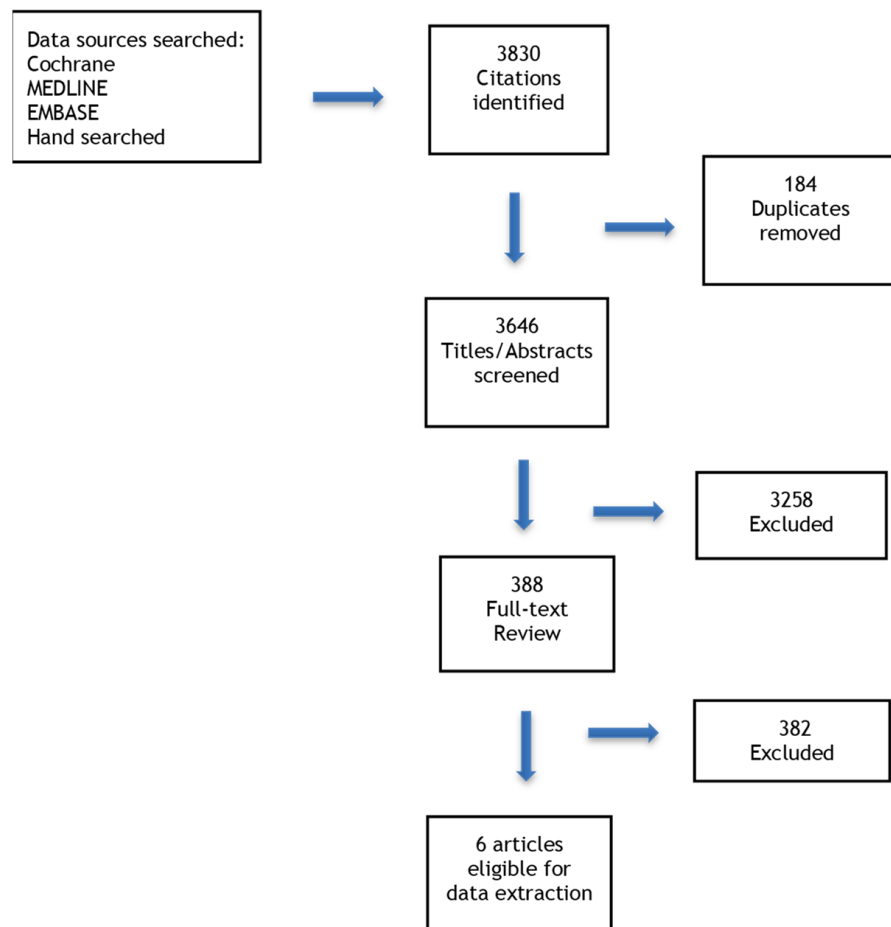 Data sources searched:
Cochrane
MEDLINE
EMBASE
Hand searched
3830
Citations
identified
184
Duplicates
removed
3646
Titles/Abstracts
screened
3258
Excluded
388
Full-text
Review
382
Excluded
6 articles
eligible for
data extraction